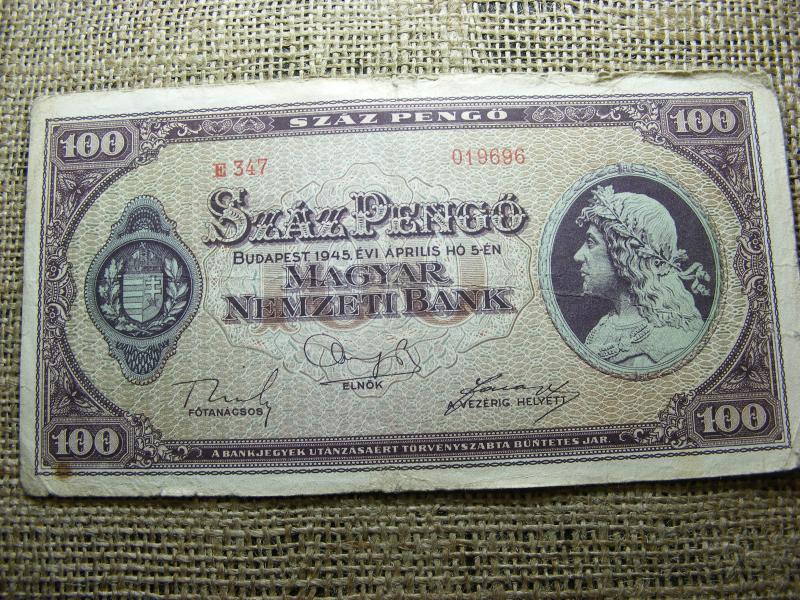 SZÁZ PENGŐ
100
100
E 347
019696
SZÁZ PENGŐ
BUDAPEST, 1945. ÉVI ÁPRILIS HÓ 5-ÉN
MAGYAR
NEMZETI BANK
FŐTANÁCSOS
ELNÖK
A VEZÉRIG. HELYETT
100
100
A BANKJEGYEK UTÁNZÁSÁÉRT TÖRVÉNYSZABTA BÜNTETÉS JÁR.